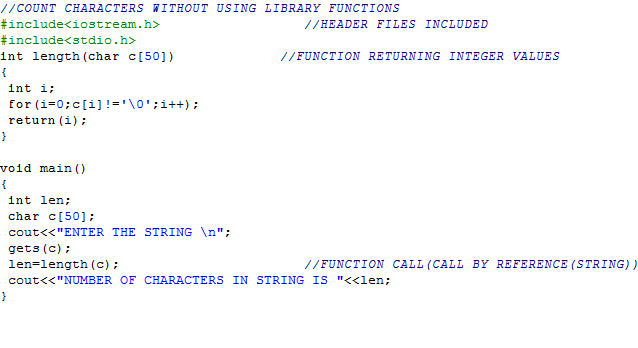 //COUNT CHARACTERS WITHOUT USING LIBRARY FUNCTIONS
#include<iostream.h>                  //HEADER FILES INCLUDED
#include<stdio.h>
int length(char c[50])             //FUNCTION RETURNING INTEGER VALUES
{
 int i;
 for(i=0;c[i]!='\0';i++);
 return(i);
}

void main()
{
 int len;
 char c[50];
 cout<<"ENTER THE STRING \n";
 gets(c);
 len=length(c);                       //FUNCTION CALL(CALL BY REFERENCE(STRING))
 cout<<"NUMBER OF CHARACTERS IN STRING IS "<<len;
}